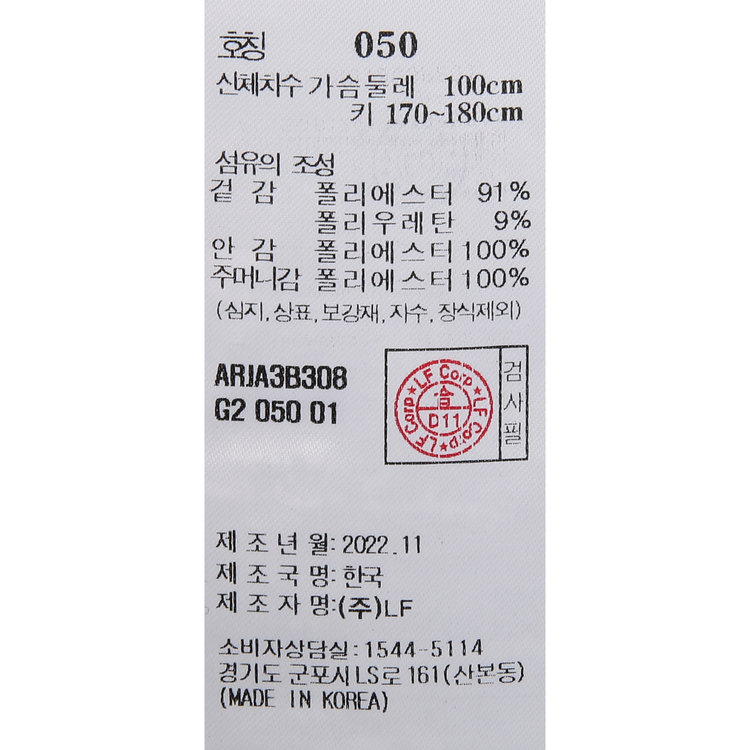 호칭 050
신체치수 가슴둘레 100cm
키 170~180cm
섬유의 조성
겉감 폴리에스터 91%
폴리우레탄 9%
안감 폴리에스터 100%
주머니감 폴리에스터 100%
(심지, 상표, 보강재, 자수, 장식제외)
ARJA3B308
G2 050 01
★LF Corp★LF Corp★LF Corp
合
D11
검사필
제조년월: 2022.11
제조국명: 한국
제조자명: (주)LF
소비자상담실: 1544-5114
경기도 군포시 LS로 161(산본동)
(MADE IN KOREA)